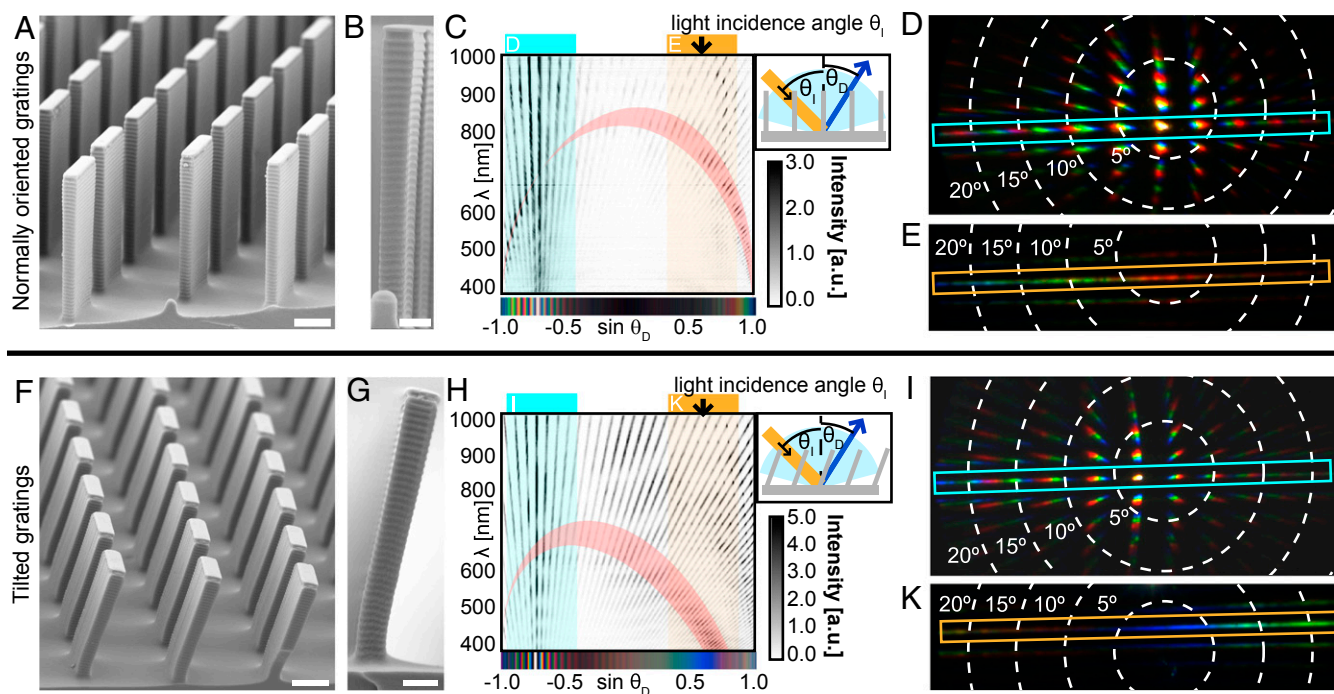 A
B
C
light incidence angle θI
D
E
1000
900
800
λ [nm]
600
500
400
-1.0
-0.5
sin θD
0.5
1.0
θI
θD
3.0
2.0
1.0
0.0
Intensity [a.u.]
D
5º
10º
15º
20º
E
20º
15º
10º
5º
Normally oriented gratings
F
G
H
light incidence angle θI
I
K
1000
900
800
λ [nm]
600
500
400
-1.0
-0.5
sin θD
0.5
1.0
θI
θD
5.0
4.0
3.0
2.0
1.0
0.0
Intensity [a.u.]
I
5º
10º
15º
20º
K
20º
15º
10º
5º
Tilted gratings